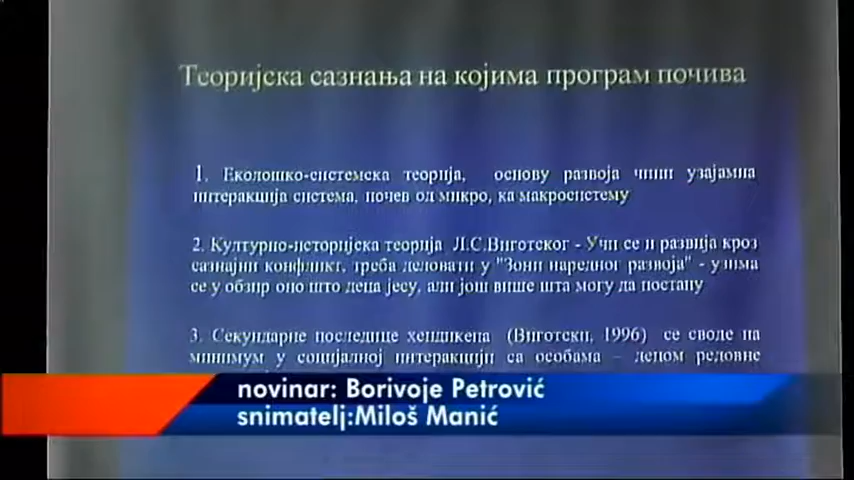 Теоријска сазнања на којима програм почива
1. Еколошко-системска теорија, основу развоја чини узајамна
интеракција система, почев од микро, ка макросистему
2. Културно-историјска теорија Л.С.Виготског - Учи се и развија кроз
сазнајни конфликт, треба деловати у "Зони наредног развоја" - узима
се у обзир оно што деца јесу, али још више шта могу да постану
3. Секундарне последице хендикепа (Виготски, 1996) се своде на
минимум у социјалној интеракцији са особама – децом редовне
novinar: Borivoje Petrović
snimatelj:Miloš Manić